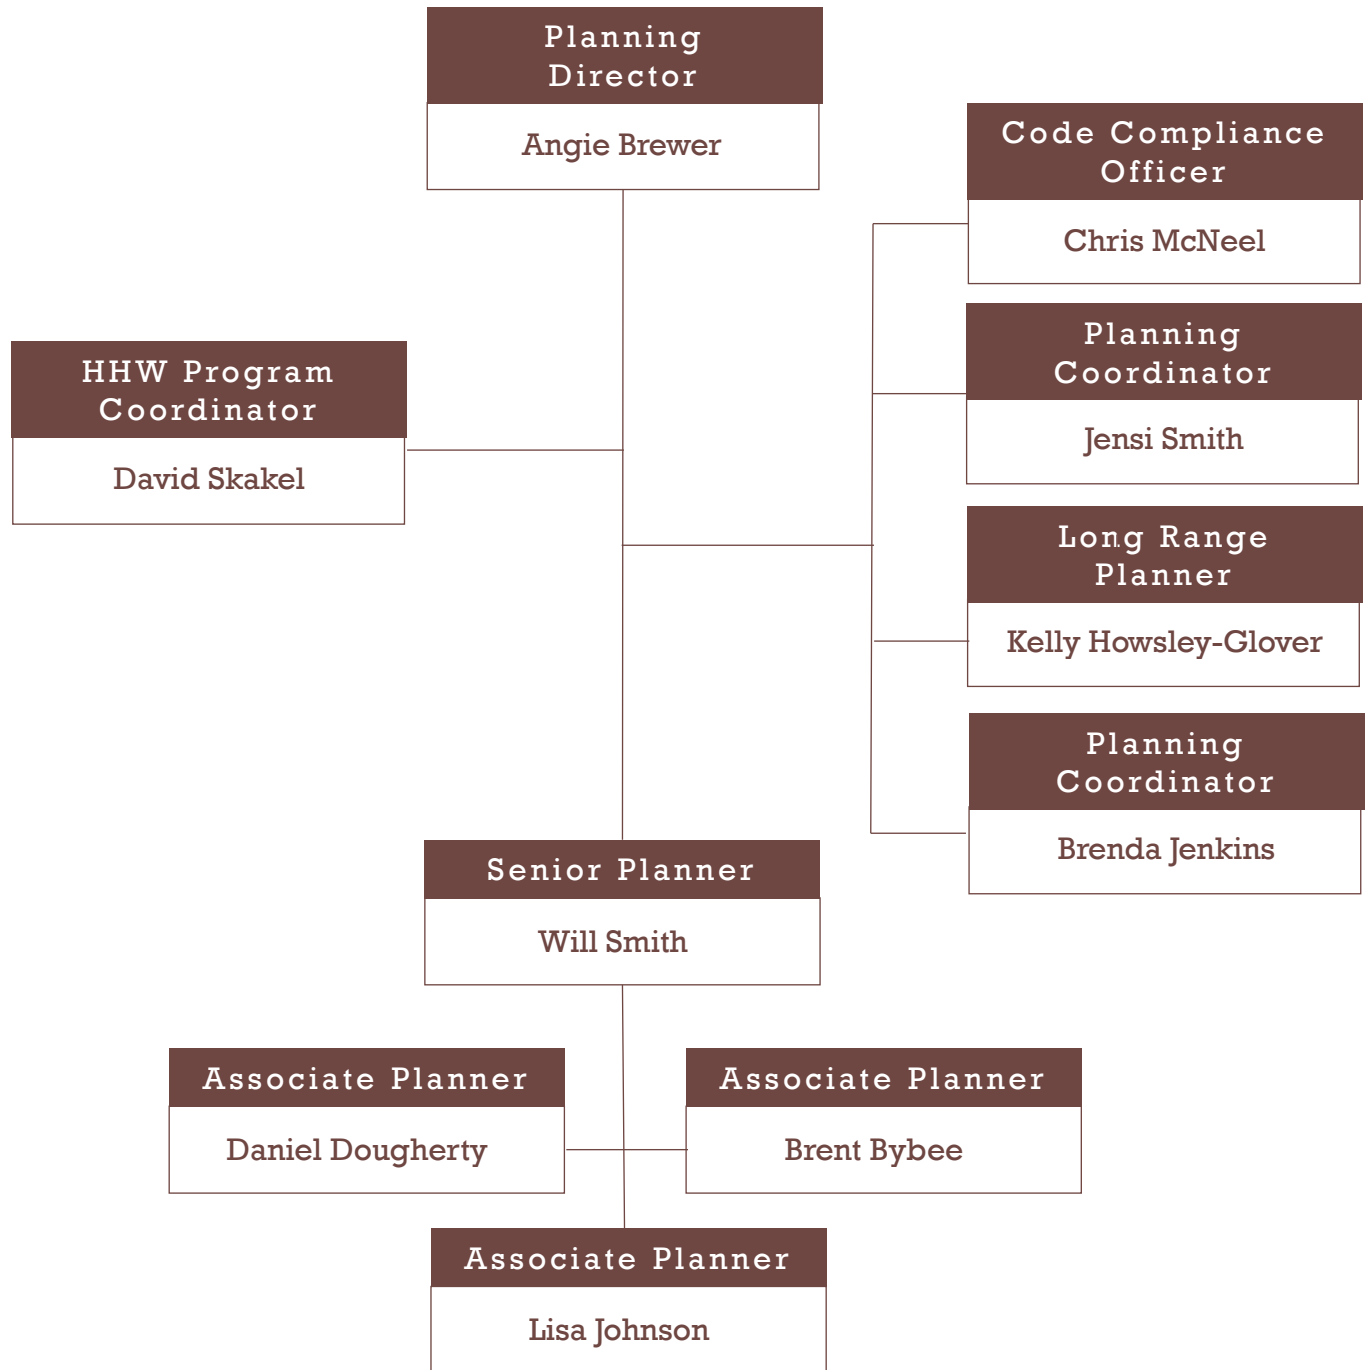 Planning
Director
Angie Brewer
Code Compliance
Officer
Chris McNeel
Planning
Coordinator
Jensi Smith
HHW Program
Coordinator
David Skakel
Long Range
Planner
Kelly Howsley-Glover
Planning
Coordinator
Brenda Jenkins
Senior Planner
Will Smith
Associate Planner
Daniel Dougherty
Associate Planner
Brent Bybee
Associate Planner
Lisa Johnson